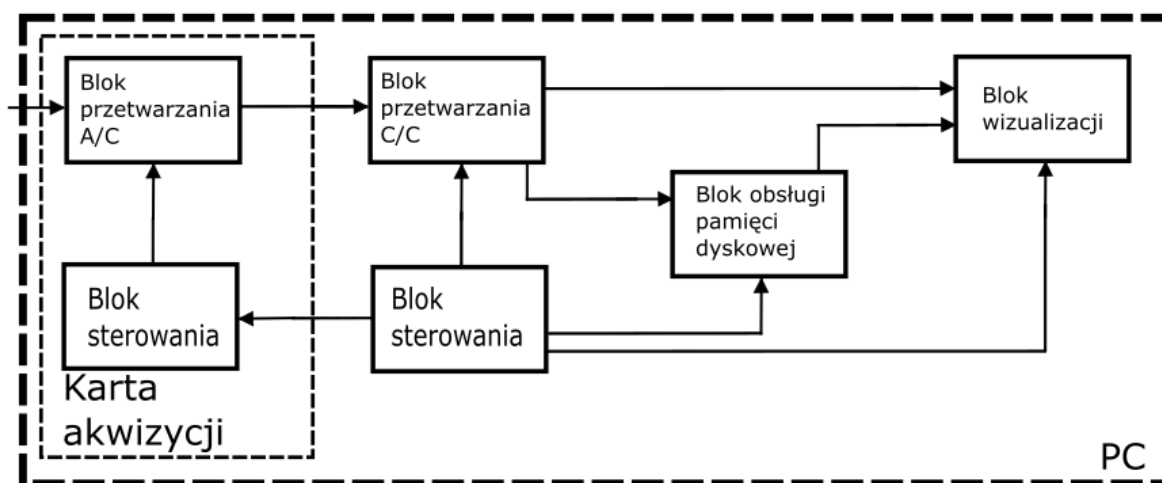 Blok
przetwarzania
A/C
Blok
przetwarzania
C/C
Blok
wizualizacji
Blok obsługi
pamięci
dyskowej
Blok
sterowania
Blok
sterowania
Karta
akwizycji
PC